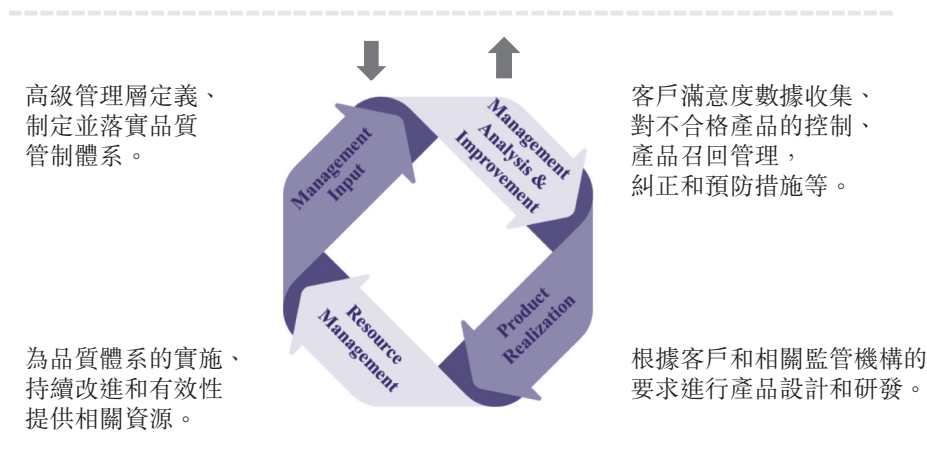 高級管理層定義、
制定並落實品質
管制體系。
Management
Input
Management
Analysis &
Improvement
客戶滿意度數據收集、
對不合格產品的控制、
產品召回管理，
糾正和預防措施等。
為品質體系的實施、
持續改進和有效性
提供相關資源。
Resource
Management
Product
Realization
根據客戶和相關監管機構的
要求進行產品設計和研發。